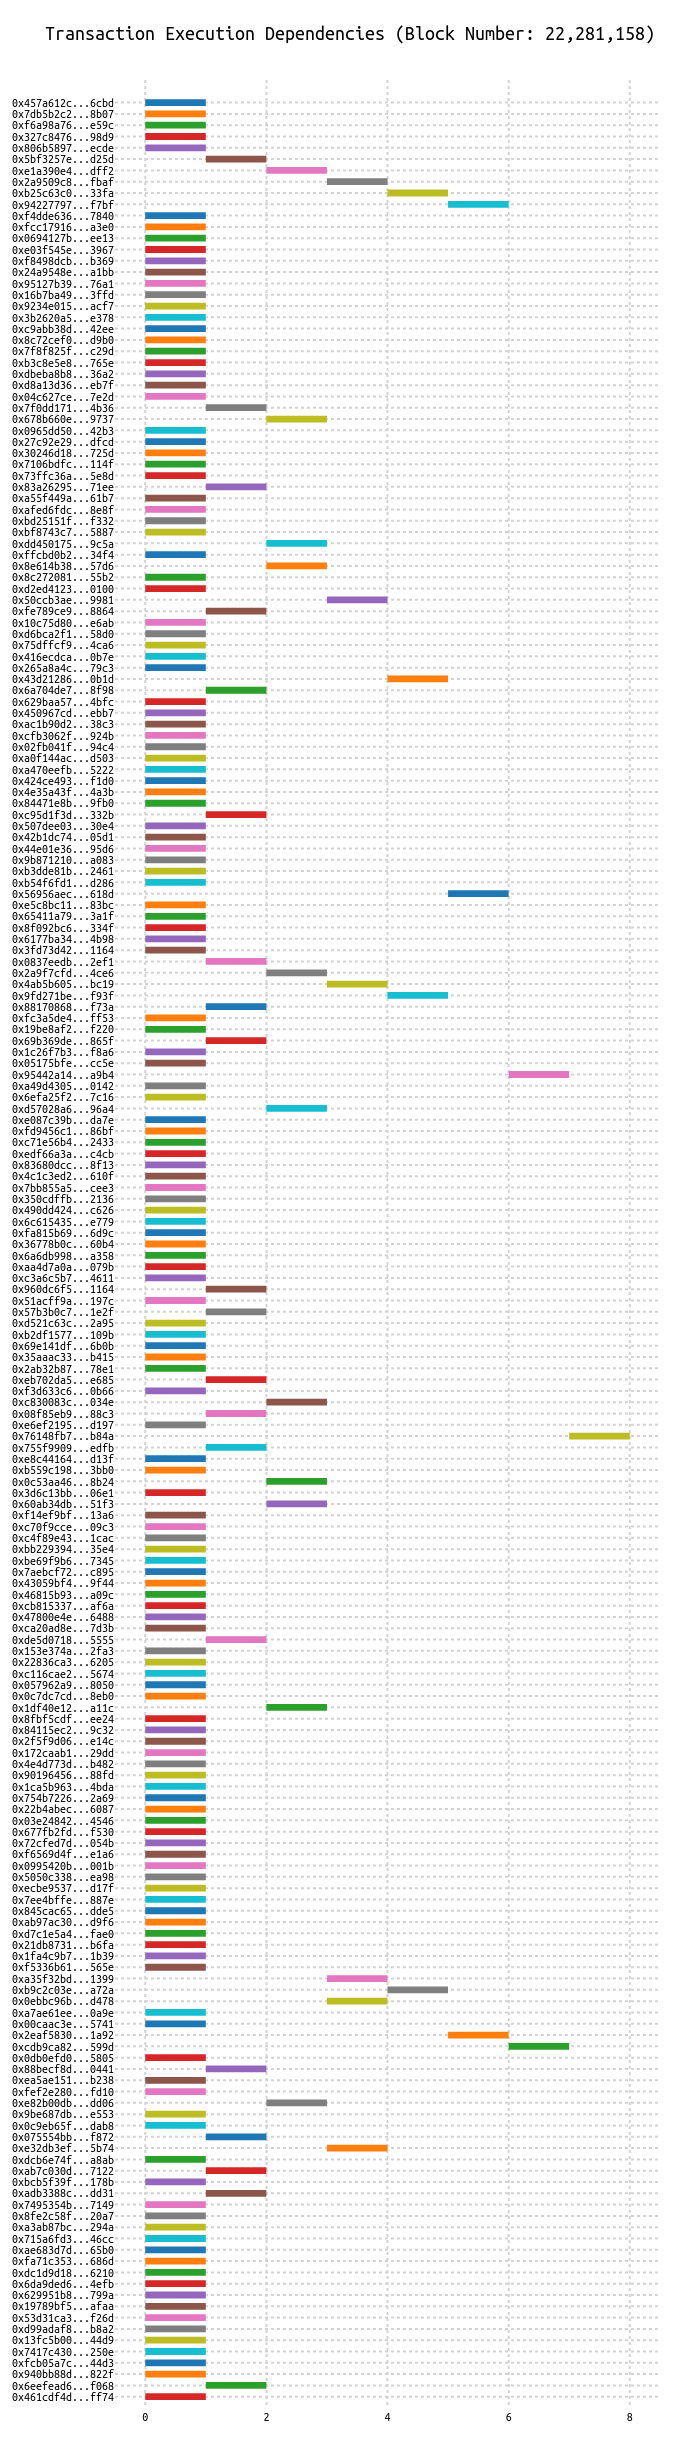 Transaction Execution Dependencies (Block Number: 22,281,158)
0x457a612c...6cbd
0x7db5b2c2...8b07
0xf6a98a76...e59c
0x327c8476...98d9
0x806b5897...ecde
0x5bf3257e...d25d
0xe1a390e4...dff2
0x2a9509c8...fbaf
0xb25c63c0...33fa
0x94227797...f7bf
0xf4dde636...7840
0xfcc17916...a3e0
0x0694127b...ee13
0xe03f545e...3967
0xf8498dcb...b369
0x24a9548e...a1bb
0x95127b39...76a1
0x16b7ba49...3ffd
0x9234e015...acf7
0x3b2620a5...e378
0xc9abb38d...42ee
0x8c72cef0...d9b0
0x7f8f825f...c29d
0xb3c8e5e8...765e
0xdbeba8b8...36a2
0xd8a13d36...eb7f
0x04c627ce...7e2d
0x7f0dd171...4b36
0x678b660e...9737
0x0965dd50...42b3
0x27c92e29...dfcd
0x30246d18...725d
0x7106bdfc...114f
0x73ffc36a...5e8d
0x83a26295...71ee
0xa55f449a...61b7
0xafed6fdc...8e8f
0xbd25151f...f332
0xbf8743c7...5887
0xdd450175...9c5a
0xffcbd0b2...34f4
0x8e614b38...57d6
0x8c272081...55b2
0xd2ed4123...0100
0x50ccb3ae...9981
0xfe789ce9...8864
0x10c75d80...e6ab
0xd6bca2f1...58d0
0x75dffcf9...4ca6
0x416ecdca...0b7e
0x265a8a4c...79c3
0x43d21286...0b1d
0x6a704de7...8f98
0x629baa57...4bfc
0x450967cd...ebb7
0xac1b90d2...38c3
0xcfb3062f...924b
0x02fb041f...94c4
0xa0f144ac...d503
0xa470eefb...5222
0x424ce493...f1d0
0x4e35a43f...4a3b
0x84471e8b...9fb0
0xc95d1f3d...332b
0x507dee03...30e4
0x42b1dc74...05d1
0x44e01e36...95d6
0x9b871210...a083
0xb3dde81b...2461
0xb54f6fd1...d286
0x56956aec...618d
0xe5c8bc11...83bc
0x65411a79...3a1f
0x8f092bc6...334f
0x6177ba34...4b98
0x3fd73d42...1164
0x0837eedb...2ef1
0x2a9f7cfd...4ce6
0x4ab5b605...bc19
0x9fd271be...f93f
0x88170868...f73a
0xfc3a5de4...ff53
0x19be8af2...f220
0x69b369de...865f
0x1c26f7b3...f8a6
0x05175bfe...cc5e
0x95442a14...a9b4
0xa49d4305...0142
0x6efa25f2...7c16
0xd57028a6...96a4
0xe087c39b...da7e
0xfd9456c1...86bf
0xc71e56b4...2433
0xedf66a3a...c4cb
0x83680dcc...8f13
0x4c1c3ed2...610f
0x7bb855a5...cee3
0x350cdffb...2136
0x490dd424...c626
0x6c615435...e779
0xfa815b69...6d9c
0x36778b0c...60b4
0x6a6db998...a358
0xaa4d7a0a...079b
0xc3a6c5b7...4611
0x960dc6f5...1164
0x51acff9a...197c
0x57b3b0c7...1e2f
0xd521c63c...2a95
0xb2df1577...109b
0x69e141df...6b0b
0x35aaac33...b415
0x2ab32b87...78e1
0xeb702da5...e685
0xf3d633c6...0b66
0xc830083c...034e
0x08f85eb9...88c3
0xe6ef2195...d197
0x76148fb7...b84a
0x755f9909...edfb
0xe8c44164...d13f
0xb559c198...3bb0
0x0c53aa46...8b24
0x3d6c13bb...06e1
0x60ab34db...51f3
0xf14ef9bf...13a6
0xc70f9cce...09c3
0xc4f89e43...1cac
0xbb229394...35e4
0xbe69f9b6...7345
0x7aebcf72...c895
0x43059bf4...9f44
0x46815b93...a09c
0xcb815337...af6a
0x47800e4e...6488
0xca20ad8e...7d3b
0xde5d0718...5555
0x153e374a...2fa3
0x22836ca3...6205
0xc116cae2...5674
0x057962a9...8050
0x0c7dc7cd...8eb0
0x1df40e12...a11c
0x8fbf5cdf...ee24
0x84115ec2...9c32
0x2f5f9d06...e14c
0x172caab1...29dd
0x4e4d773d...b482
0x90196456...88fd
0x1ca5b963...4bda
0x754b7226...2a69
0x22b4abec...6087
0x03e24842...4546
0x677fb2fd...f530
0x72cfed7d...054b
0xf6569d4f...e1a6
0x0995420b...001b
0x5050c338...ea98
0xecbe9537...d17f
0x7ee4bffe...887e
0x845cac65...dde5
0xab97ac30...d9f6
0xd7c1e5a4...fae0
0x21db8731...b6fa
0x1fa4c9b7...1b39
0xf5336b61...565e
0xa35f32bd...1399
0xb9c2c03e...a72a
0x0ebbc96b...d478
0xa7ae61ee...0a9e
0x00caac3e...5741
0x2eaf5830...1a92
0xcdb9ca82...599d
0x0db0efd0...5805
0x88becf8d...0441
0xea5ae151...b238
0xfef2e280...fd10
0xe82b00db...dd06
0x9be687db...e553
0x0c9eb65f...dab8
0x075554bb...f872
0xe32db3ef...5b74
0xdcb6e74f...a8ab
0xab7c030d...7122
0xbcb5f39f...178b
0xadb3388c...dd31
0x7495354b...7149
0x8fe2c58f...20a7
0xa3ab87bc...294a
0x715a6fd3...46cc
0xae683d7d...65b0
0xfa71c353...686d
0xdc1d9d18...6210
0x6da9ded6...4efb
0x629951b8...799a
0x19789bf5...afaa
0x53d31ca3...f26d
0xd99adaf8...b8a2
0x13fc5b00...44d9
0x7417c430...250e
0xfcb05a7c...44d3
0x940bb88d...822f
0x6eefead6...f068
0x461cdf4d...ff74
0 2 4 6 8